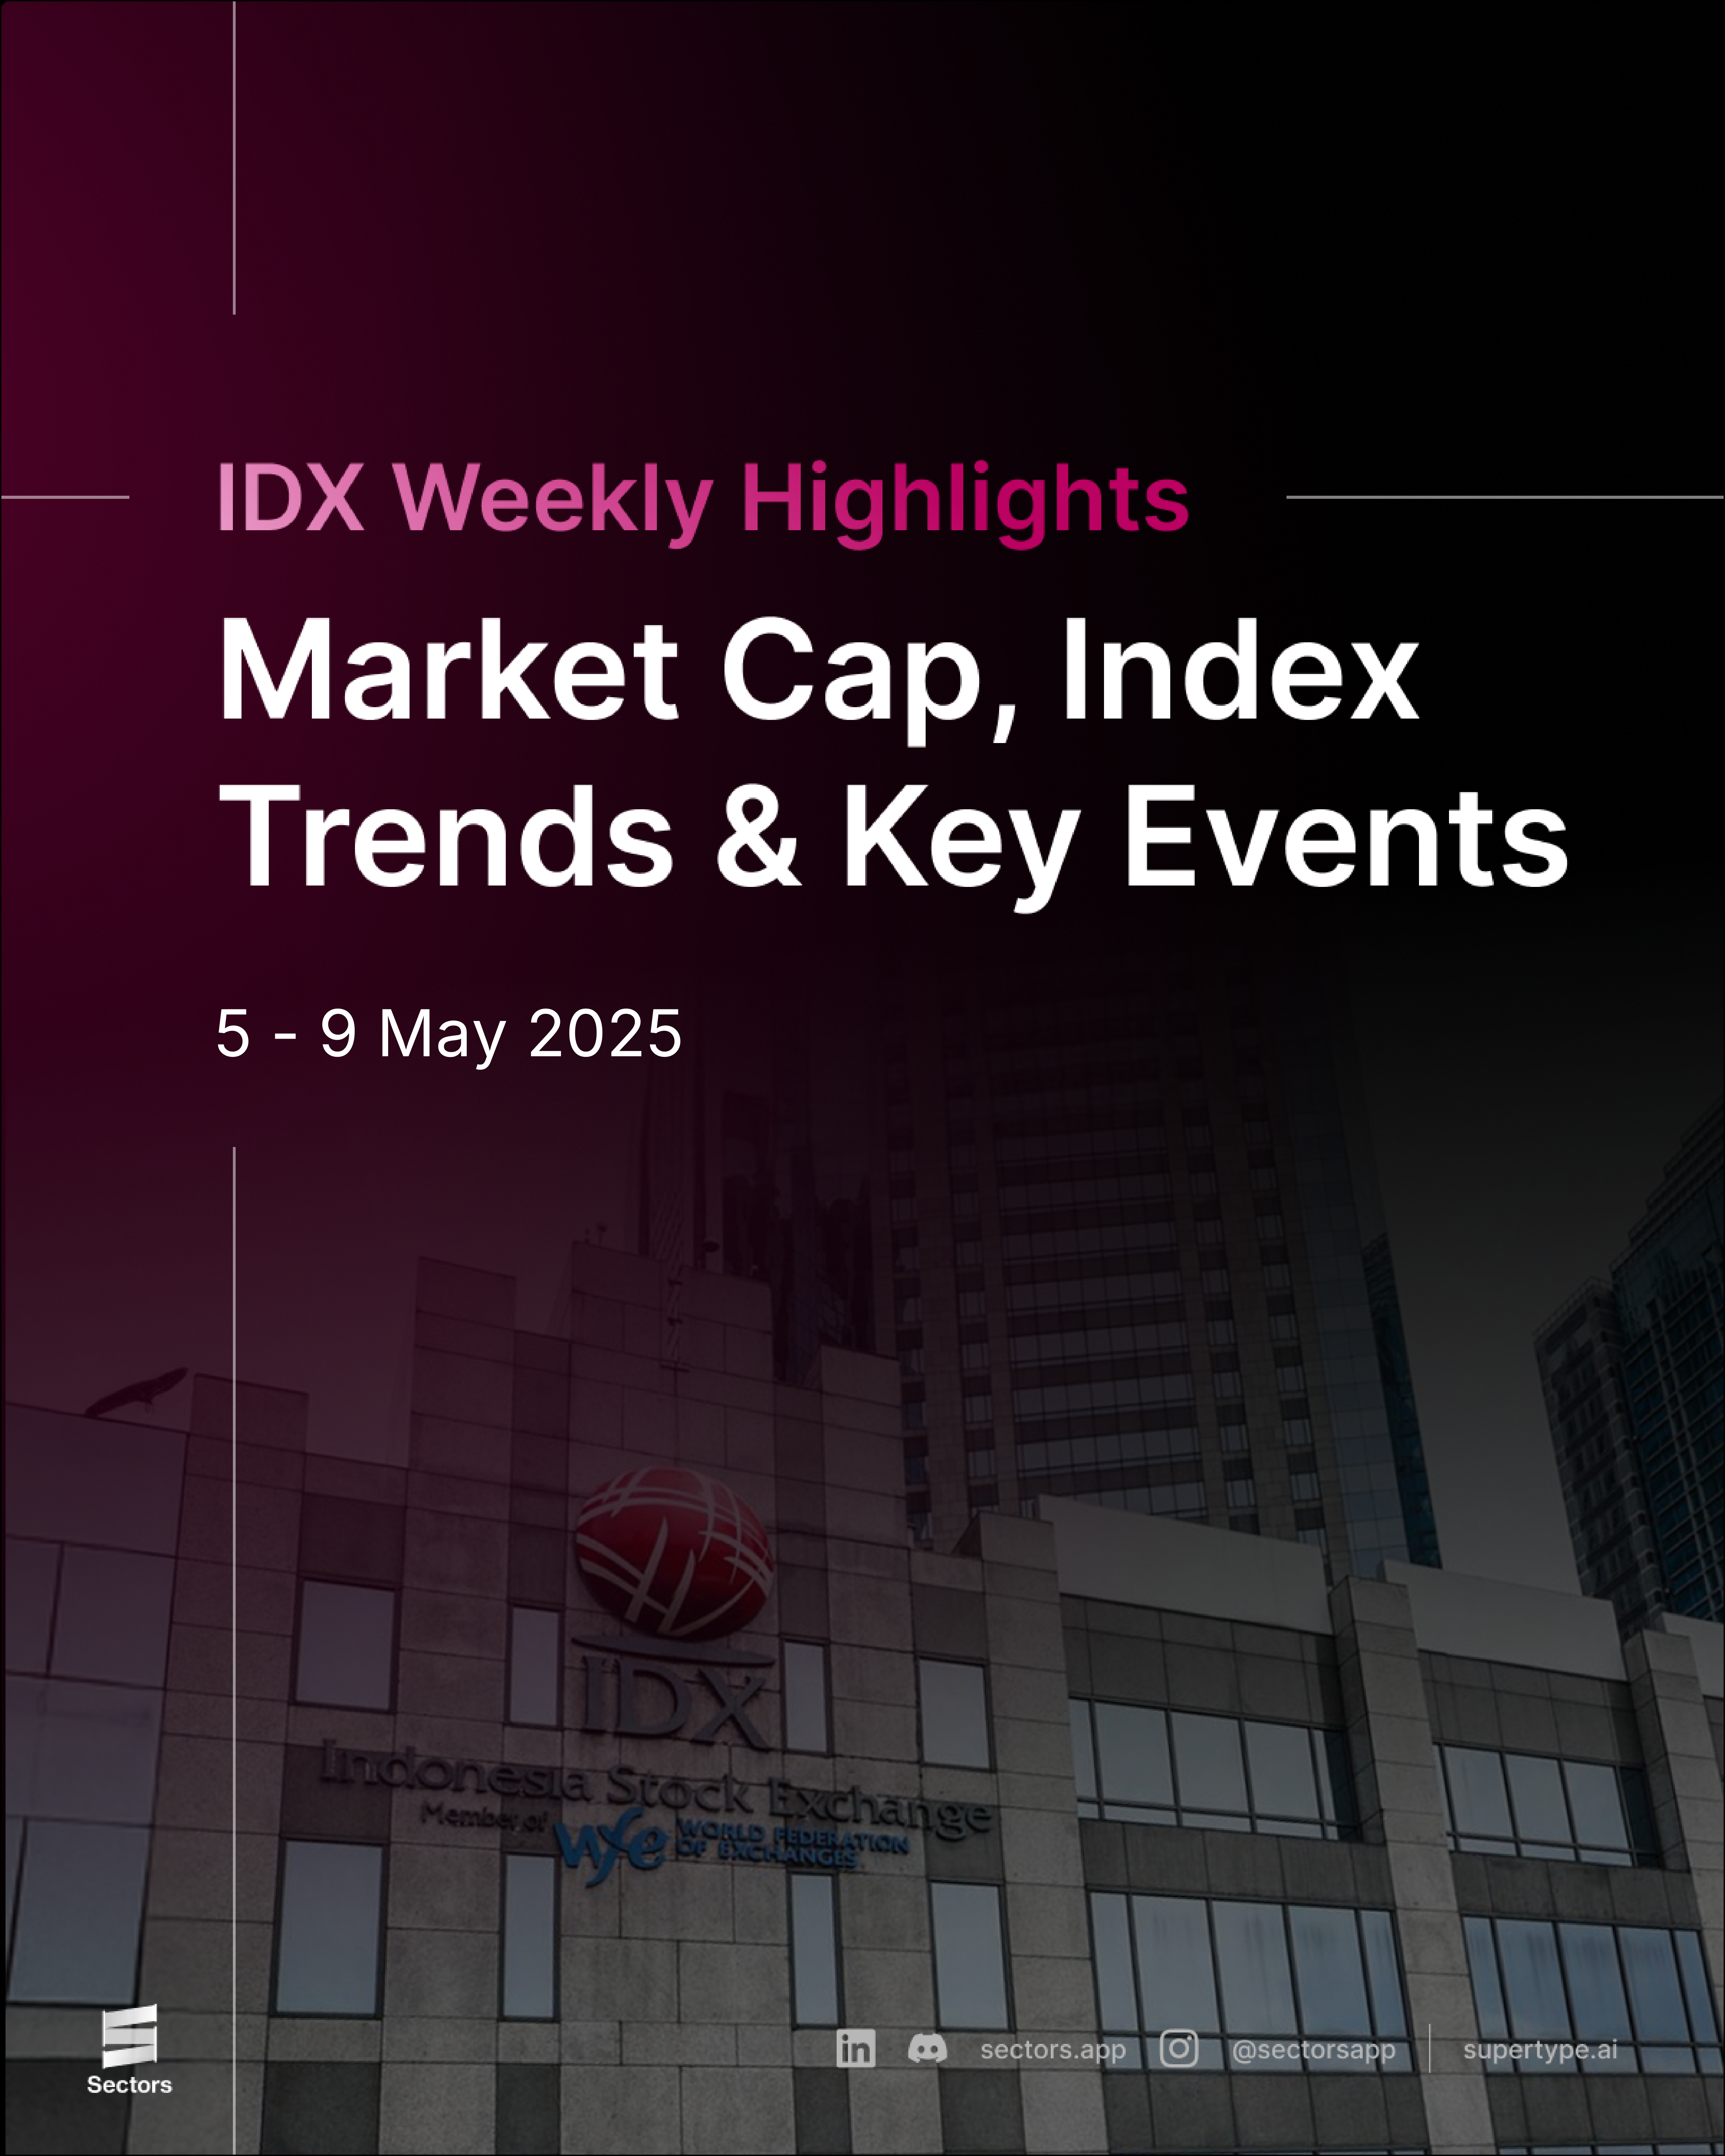 IDX Weekly Highlights
Market Cap, Index
Trends & Key Events
5 - 9 May 2025
IDX
Indonesia Stock Exchange
Member of wfe WORLD FEDERATION
OF EXCHANGES
Sectors
sectors.app @sectorsapp supertype.ai